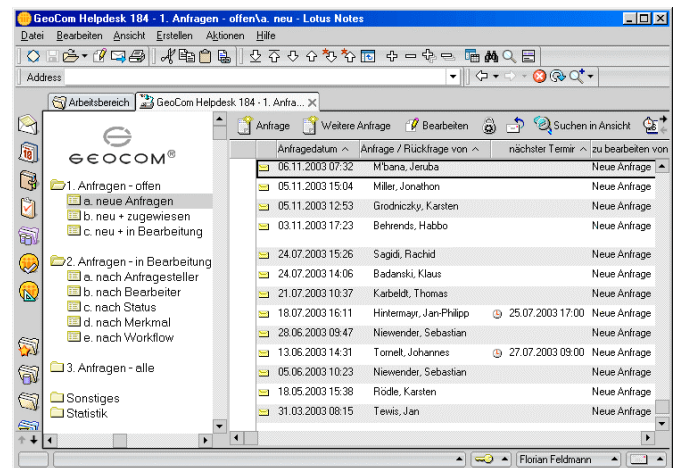 GeoCom Helpdesk 184 - 1. Anfragen - offen\a. neu - Lotus Notes
Datei Bearbeiten Ansicht Erstellen Aktionen Hilfe
Address
Arbeitsbereich GeoCom Helpdesk 184 - 1. Anfra...
Anfrage Weitere Anfrage Bearbeiten Suchen in Ansicht
GEOCOM®
1. Anfragen - offen
a. neue Anfragen
b. neu + zugewiesen
c. neu + in Bearbeitung
2. Anfragen - in Bearbeitung
a. nach Anfragesteller
b. nach Bearbeiter
c. nach Status
d. nach Merkmal
e. nach Workflow
3. Anfragen - alle
Sonstiges
Statistik
Anfragedatum Anfrage / Rückfrage von nächster Termir zu bearbeiten von
06.11.2003 07:32 M'bana, Jeruba Neue Anfrage
05.11.2003 15:04 Miller, Jonathon Neue Anfrage
05.11.2003 12:53 Grodniczky, Karsten Neue Anfrage
03.11.2003 17:23 Behrends, Habbo Neue Anfrage
24.07.2003 15:26 Sagidi, Rachid Neue Anfrage
24.07.2003 14:06 Badanski, Klaus Neue Anfrage
21.07.2003 10:37 Karbeldt, Thomas Neue Anfrage
18.07.2003 16:11 Hintermayr, Jan-Philipp 25.07.2003 17:00 Neue Anfrage
28.06.2003 09:47 Niewender, Sebastian Neue Anfrage
13.06.2003 14:31 Tornelt, Johannes 27.07.2003 09:00 Neue Anfrage
05.06.2003 10:23 Niewender, Sebastian Neue Anfrage
18.05.2003 15:38 Rödle, Karsten Neue Anfrage
31.03.2003 08:15 Tewis, Jan Neue Anfrage
Florian Feldmann